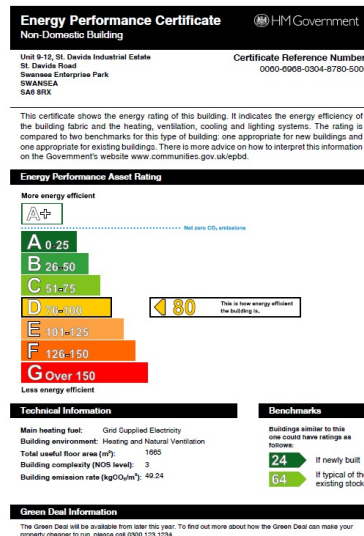 Energy Performance Certificate
HM Government
Non-Domestic Building
Unit 9-12, St. Davids Industrial Estate
St. Davids Road
Swansea Enterprise Park
SWANSEA
SA6 8RX
Certificate Reference Number
0060-6968-0304-8780-500
This certificate shows the energy rating of this building. It indicates the energy efficiency of
the building fabric and the heating, ventilation, cooling and lighting systems. The rating is
compared to two benchmarks for this type of building: one appropriate for new buildings and
one appropriate for existing buildings. There is more advice on how to interpret this information
on the Government's website www.communities.gov.uk/epbd.
Energy Performance Asset Rating
More energy efficient
A+
Net zero CO₂ emissions
A 0-25
B 26-50
C 51-75
D 76-100
80
This is how energy efficient
the building is.
E 101-125
F 126-150
G Over 150
Less energy efficient
Technical Information
Main heating fuel: Grid Supplied Electricity
Building environment: Heating and Natural Ventilation
Total useful floor area (m²): 1665
Building complexity (NOS level): 3
Building emission rate (kgCO₂/m²): 49.24
Benchmarks
Buildings similar to this
one could have ratings as
follows:
24 If newly built
64 If typical of the
existing stock
Green Deal Information
The Green Deal will be available from later this year. To find out more about how the Green Deal can make your
property cheaper to run, please call 0300 123 1234